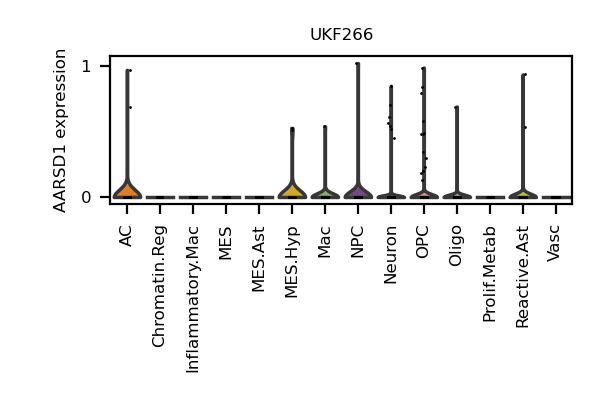 UKF266
AARSD1 expression
1
0
AC
Chromatin.Reg
Inflammatory.Mac
MES
MES.Ast
MES.Hyp
Mac
NPC
Neuron
OPC
Oligo
Prolif.Metab
Reactive.Ast
Vasc